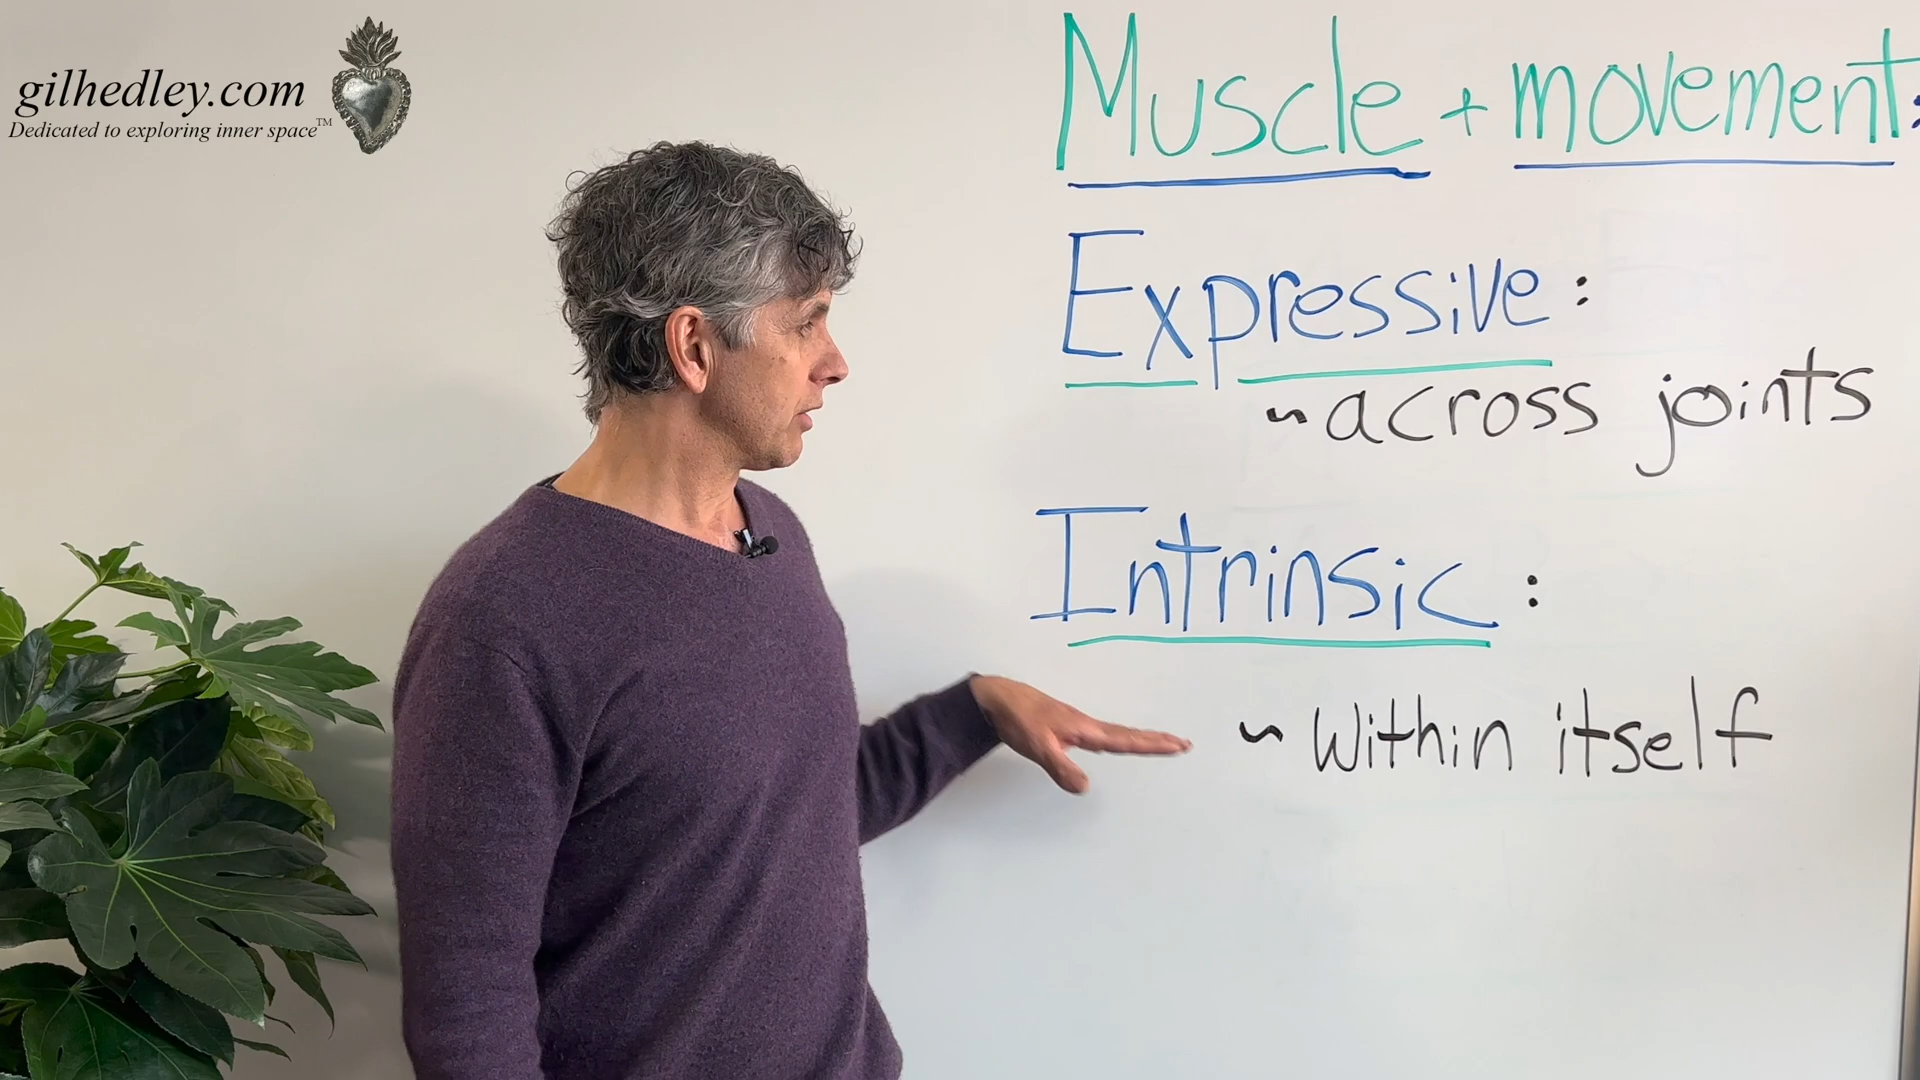 gilhedley.com
Dedicated to exploring inner space™
Muscle + movement:
Expressive:
~ across joints
Intrinsic:
~ within itself